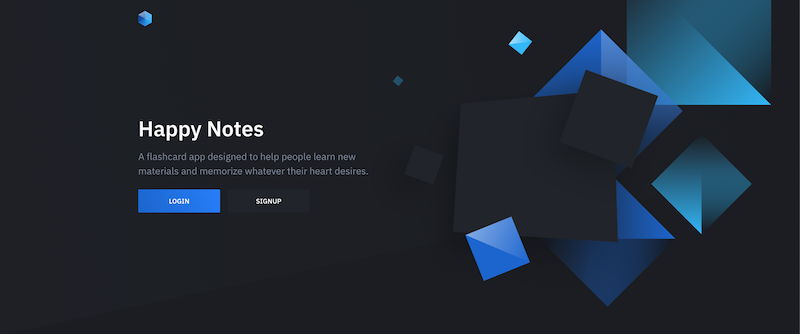 Happy Notes
A flashcard app designed to help people learn new
materials and memorize whatever their heart desires.
LOGIN
SIGNUP